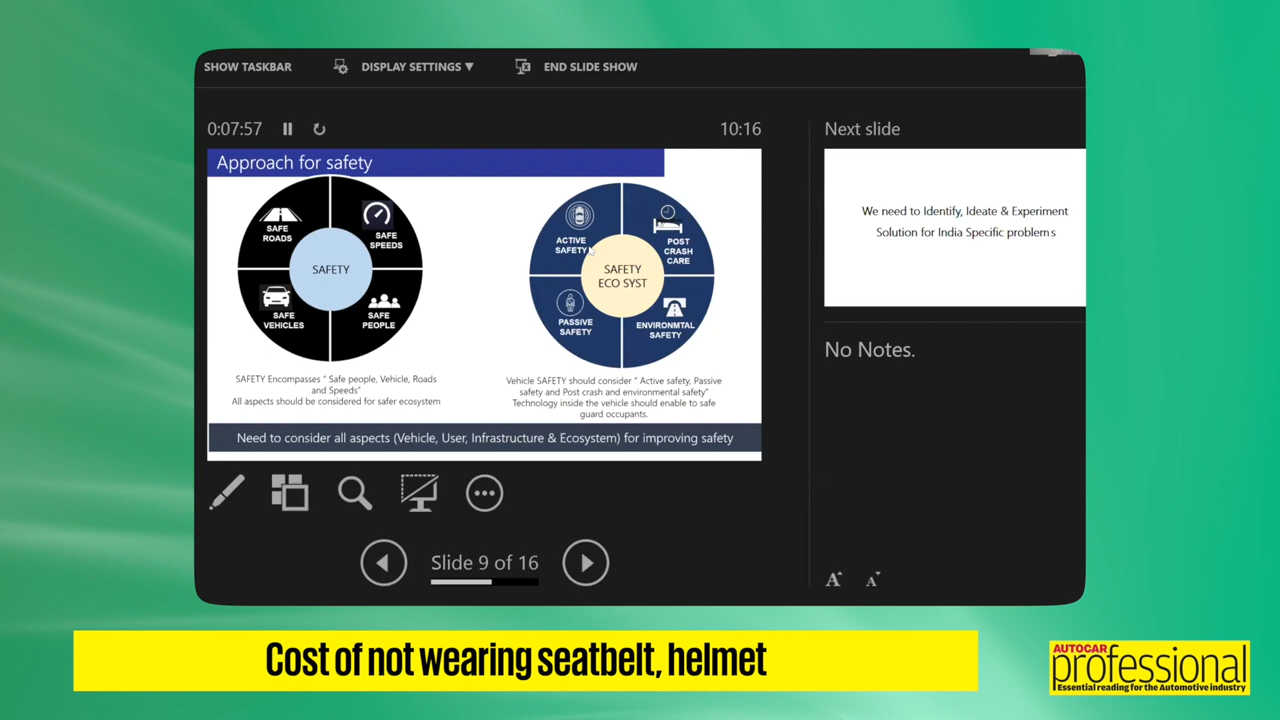 SHOW TASKBAR
DISPLAY SETTINGS ▼
END SLIDE SHOW
0:07:57
10:16
Next slide
Approach for safety
SAFE
ROADS
SAFE
SPEEDS
SAFETY
SAFE
VEHICLES
SAFE
PEOPLE
SAFETY Encompasses " Safe people, Vehicle, Roads
and Speeds"
All aspects should be considered for safer ecosystem
ACTIVE
SAFETY
POST
CRASH
CARE
SAFETY
ECO SYST
PASSIVE
SAFETY
ENVIRONMTAL
SAFETY
Vehicle SAFETY should consider " Active safety, Passive
safety and Post crash and environmental safety"
Technology inside the vehicle should enable to safe
guard occupants.
Need to consider all aspects (Vehicle, User, Infrastructure & Ecosystem) for improving safety
We need to Identify, Ideate & Experiment
Solution for India Specific problems
No Notes.
Slide 9 of 16
A A
Cost of not wearing seatbelt, helmet
AUTOCAR
professional
Essential reading for the Automotive industry